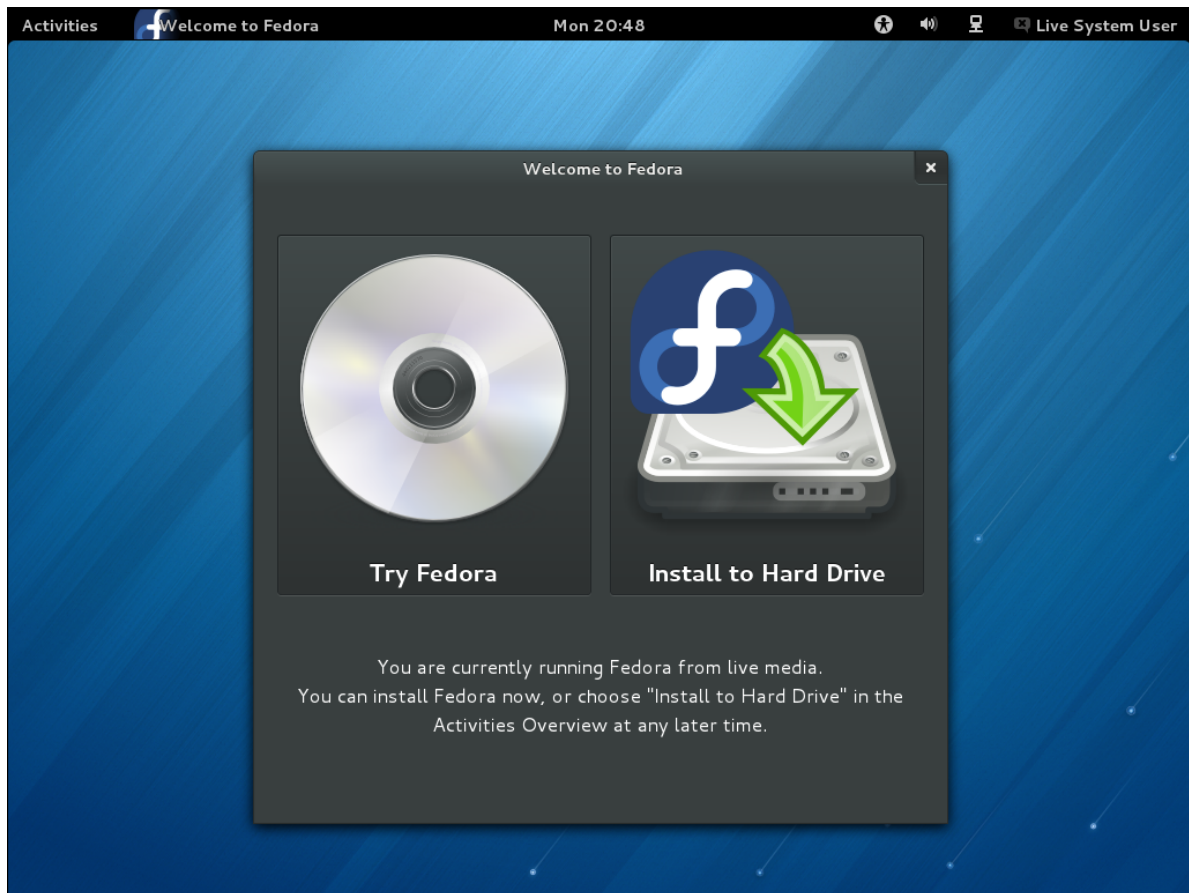 Activities Welcome to Fedora Mon 20:48 Live System User
Welcome to Fedora
Try Fedora Install to Hard Drive
You are currently running Fedora from live media.
You can install Fedora now, or choose "Install to Hard Drive" in the
Activities Overview at any later time.